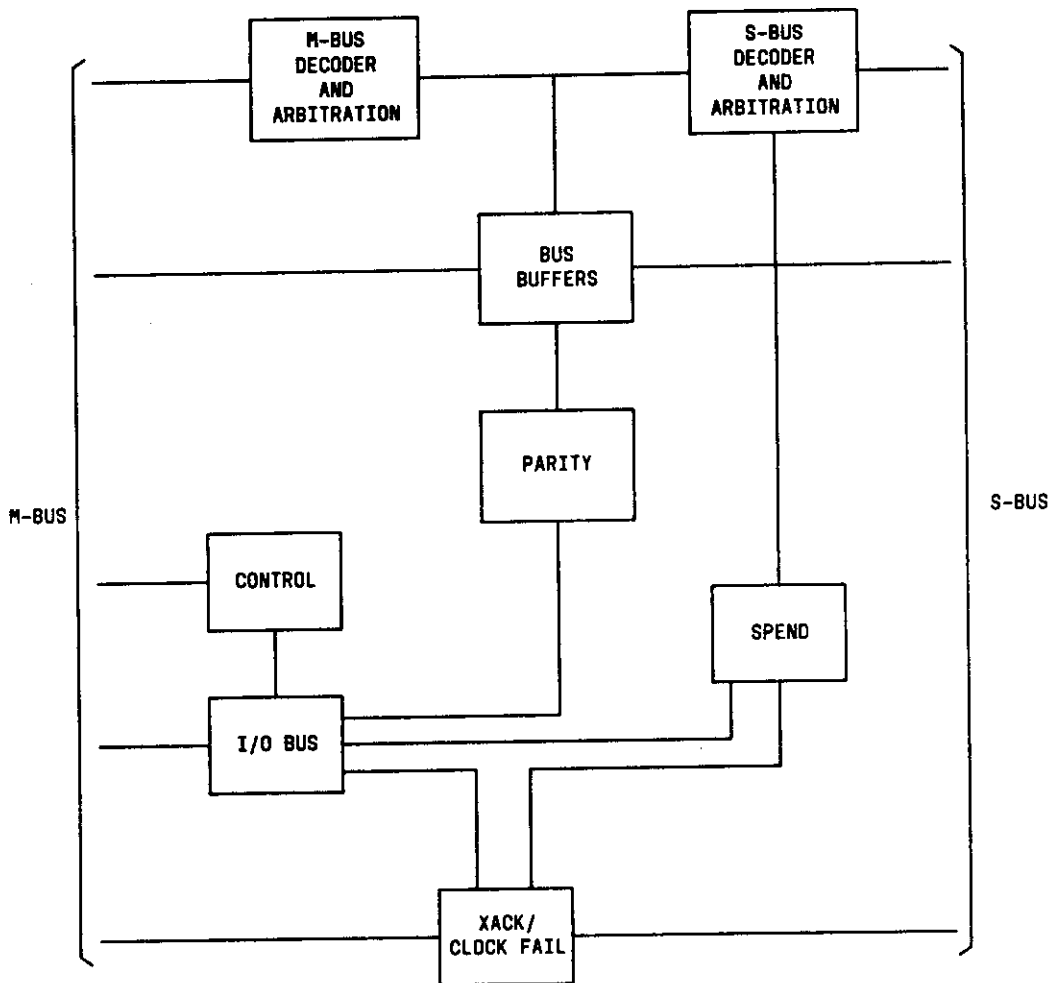 M-BUS
DECODER
AND
ARBITRATION
S-BUS
DECODER
AND
ARBITRATION
BUS
BUFFERS
PARITY
M-BUS
S-BUS
CONTROL
SPEND
I/O BUS
XACK/
CLOCK FAIL